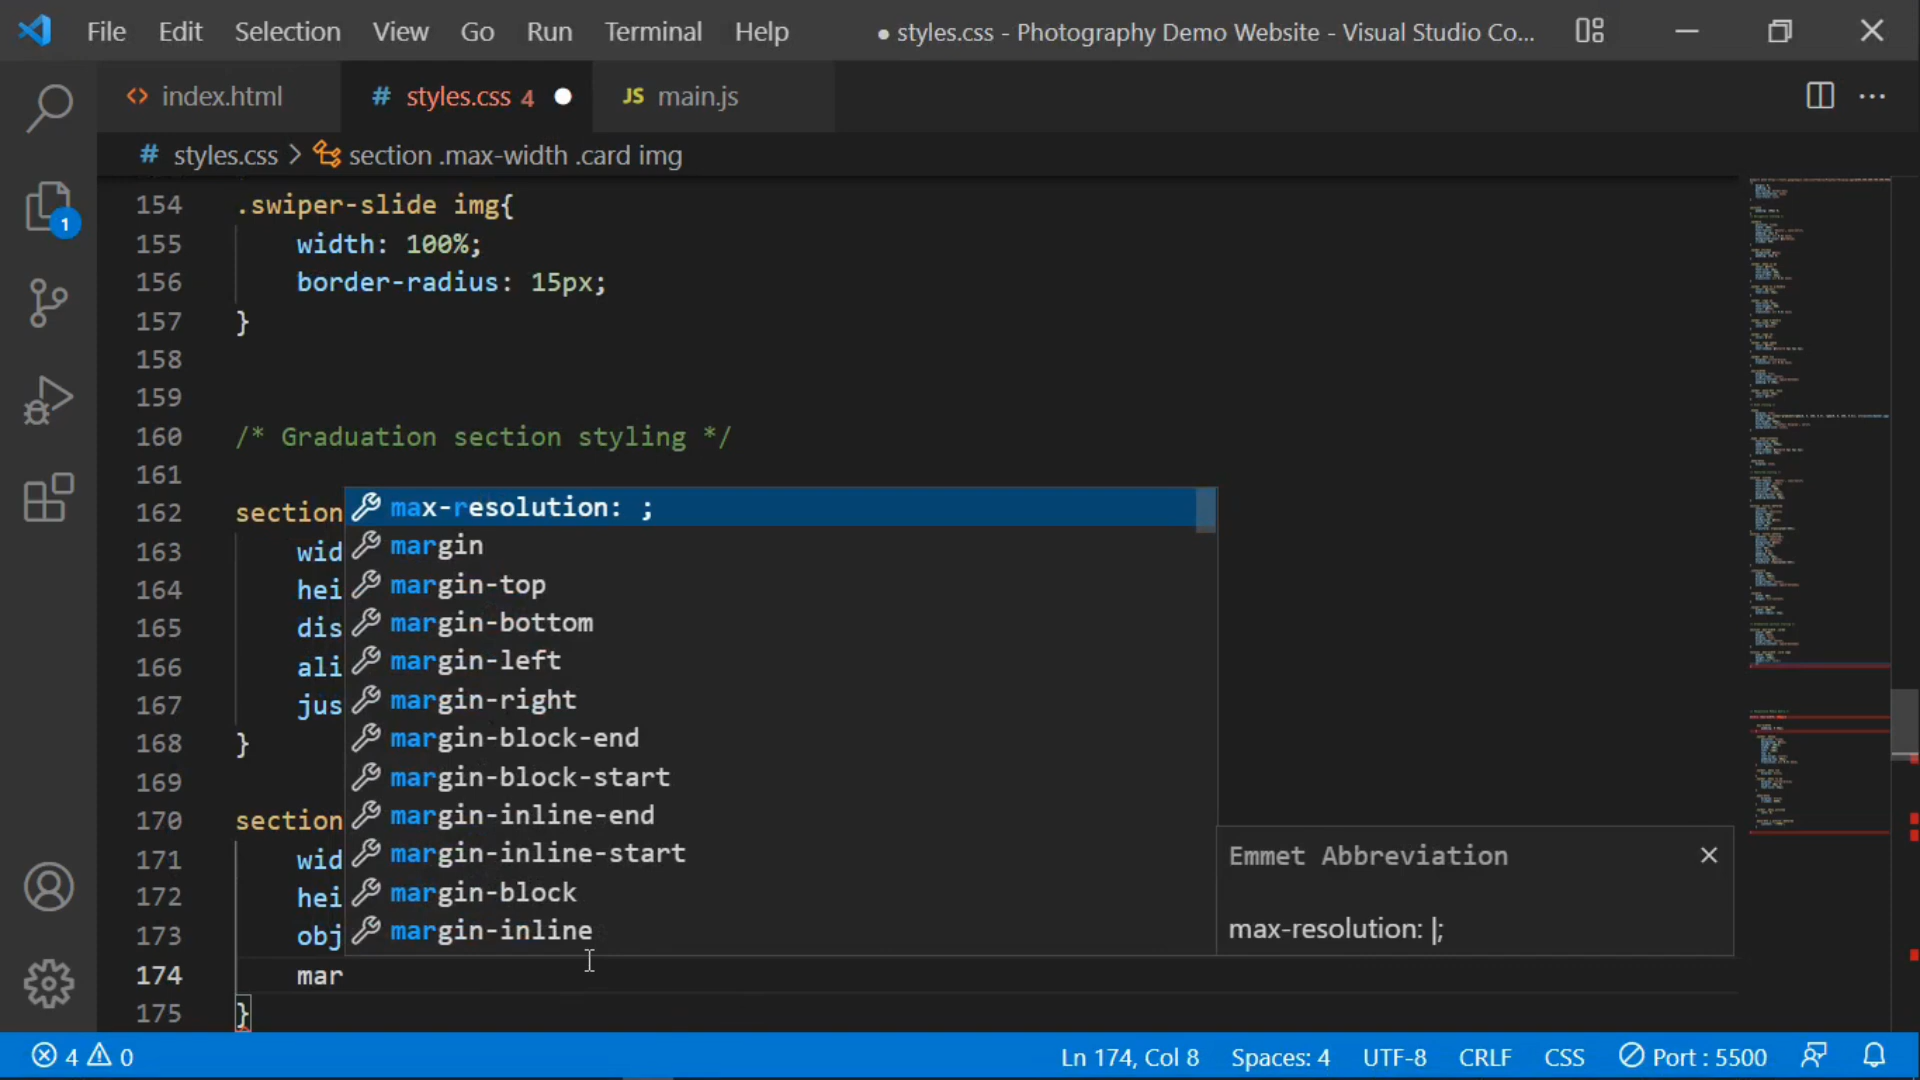 File Edit Selection View Go Run Terminal Help ● styles.css - Photography Demo Website - Visual Studio Co...
<> index.html # styles.css 4 ● JS main.js ...
# styles.css > section .max-width .card img
154 .swiper-slide img{
155 width: 100%;
156 border-radius: 15px;
157 }
158
159
160 /* Graduation section styling */
161
162 section
163 wid
164 hei
165 dis
166 ali
167 jus
168 }
169
170 section
171 wid
172 hei
173 obj
174 mar
175 }
max-resolution: ;
margin
margin-top
margin-bottom
margin-left
margin-right
margin-block-end
margin-block-start
margin-inline-end
margin-inline-start
margin-block
margin-inline
Emmet Abbreviation
max-resolution: |;
1
4 0 Ln 174, Col 8 Spaces: 4 UTF-8 CRLF CSS Port : 5500